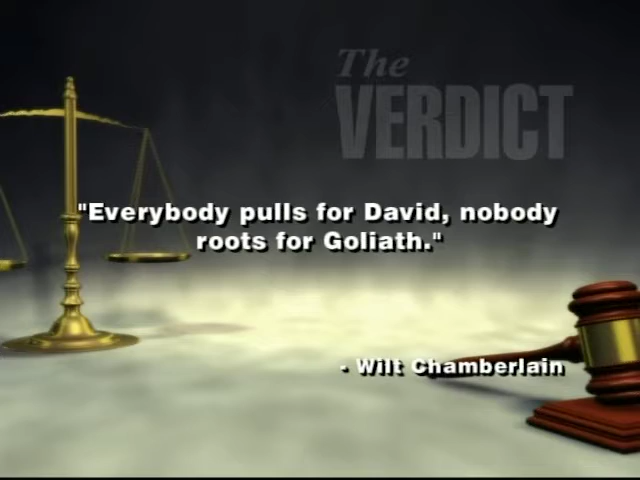 The
VERDICT
"Everybody pulls for David, nobody
roots for Goliath."
- Wilt Chamberlain